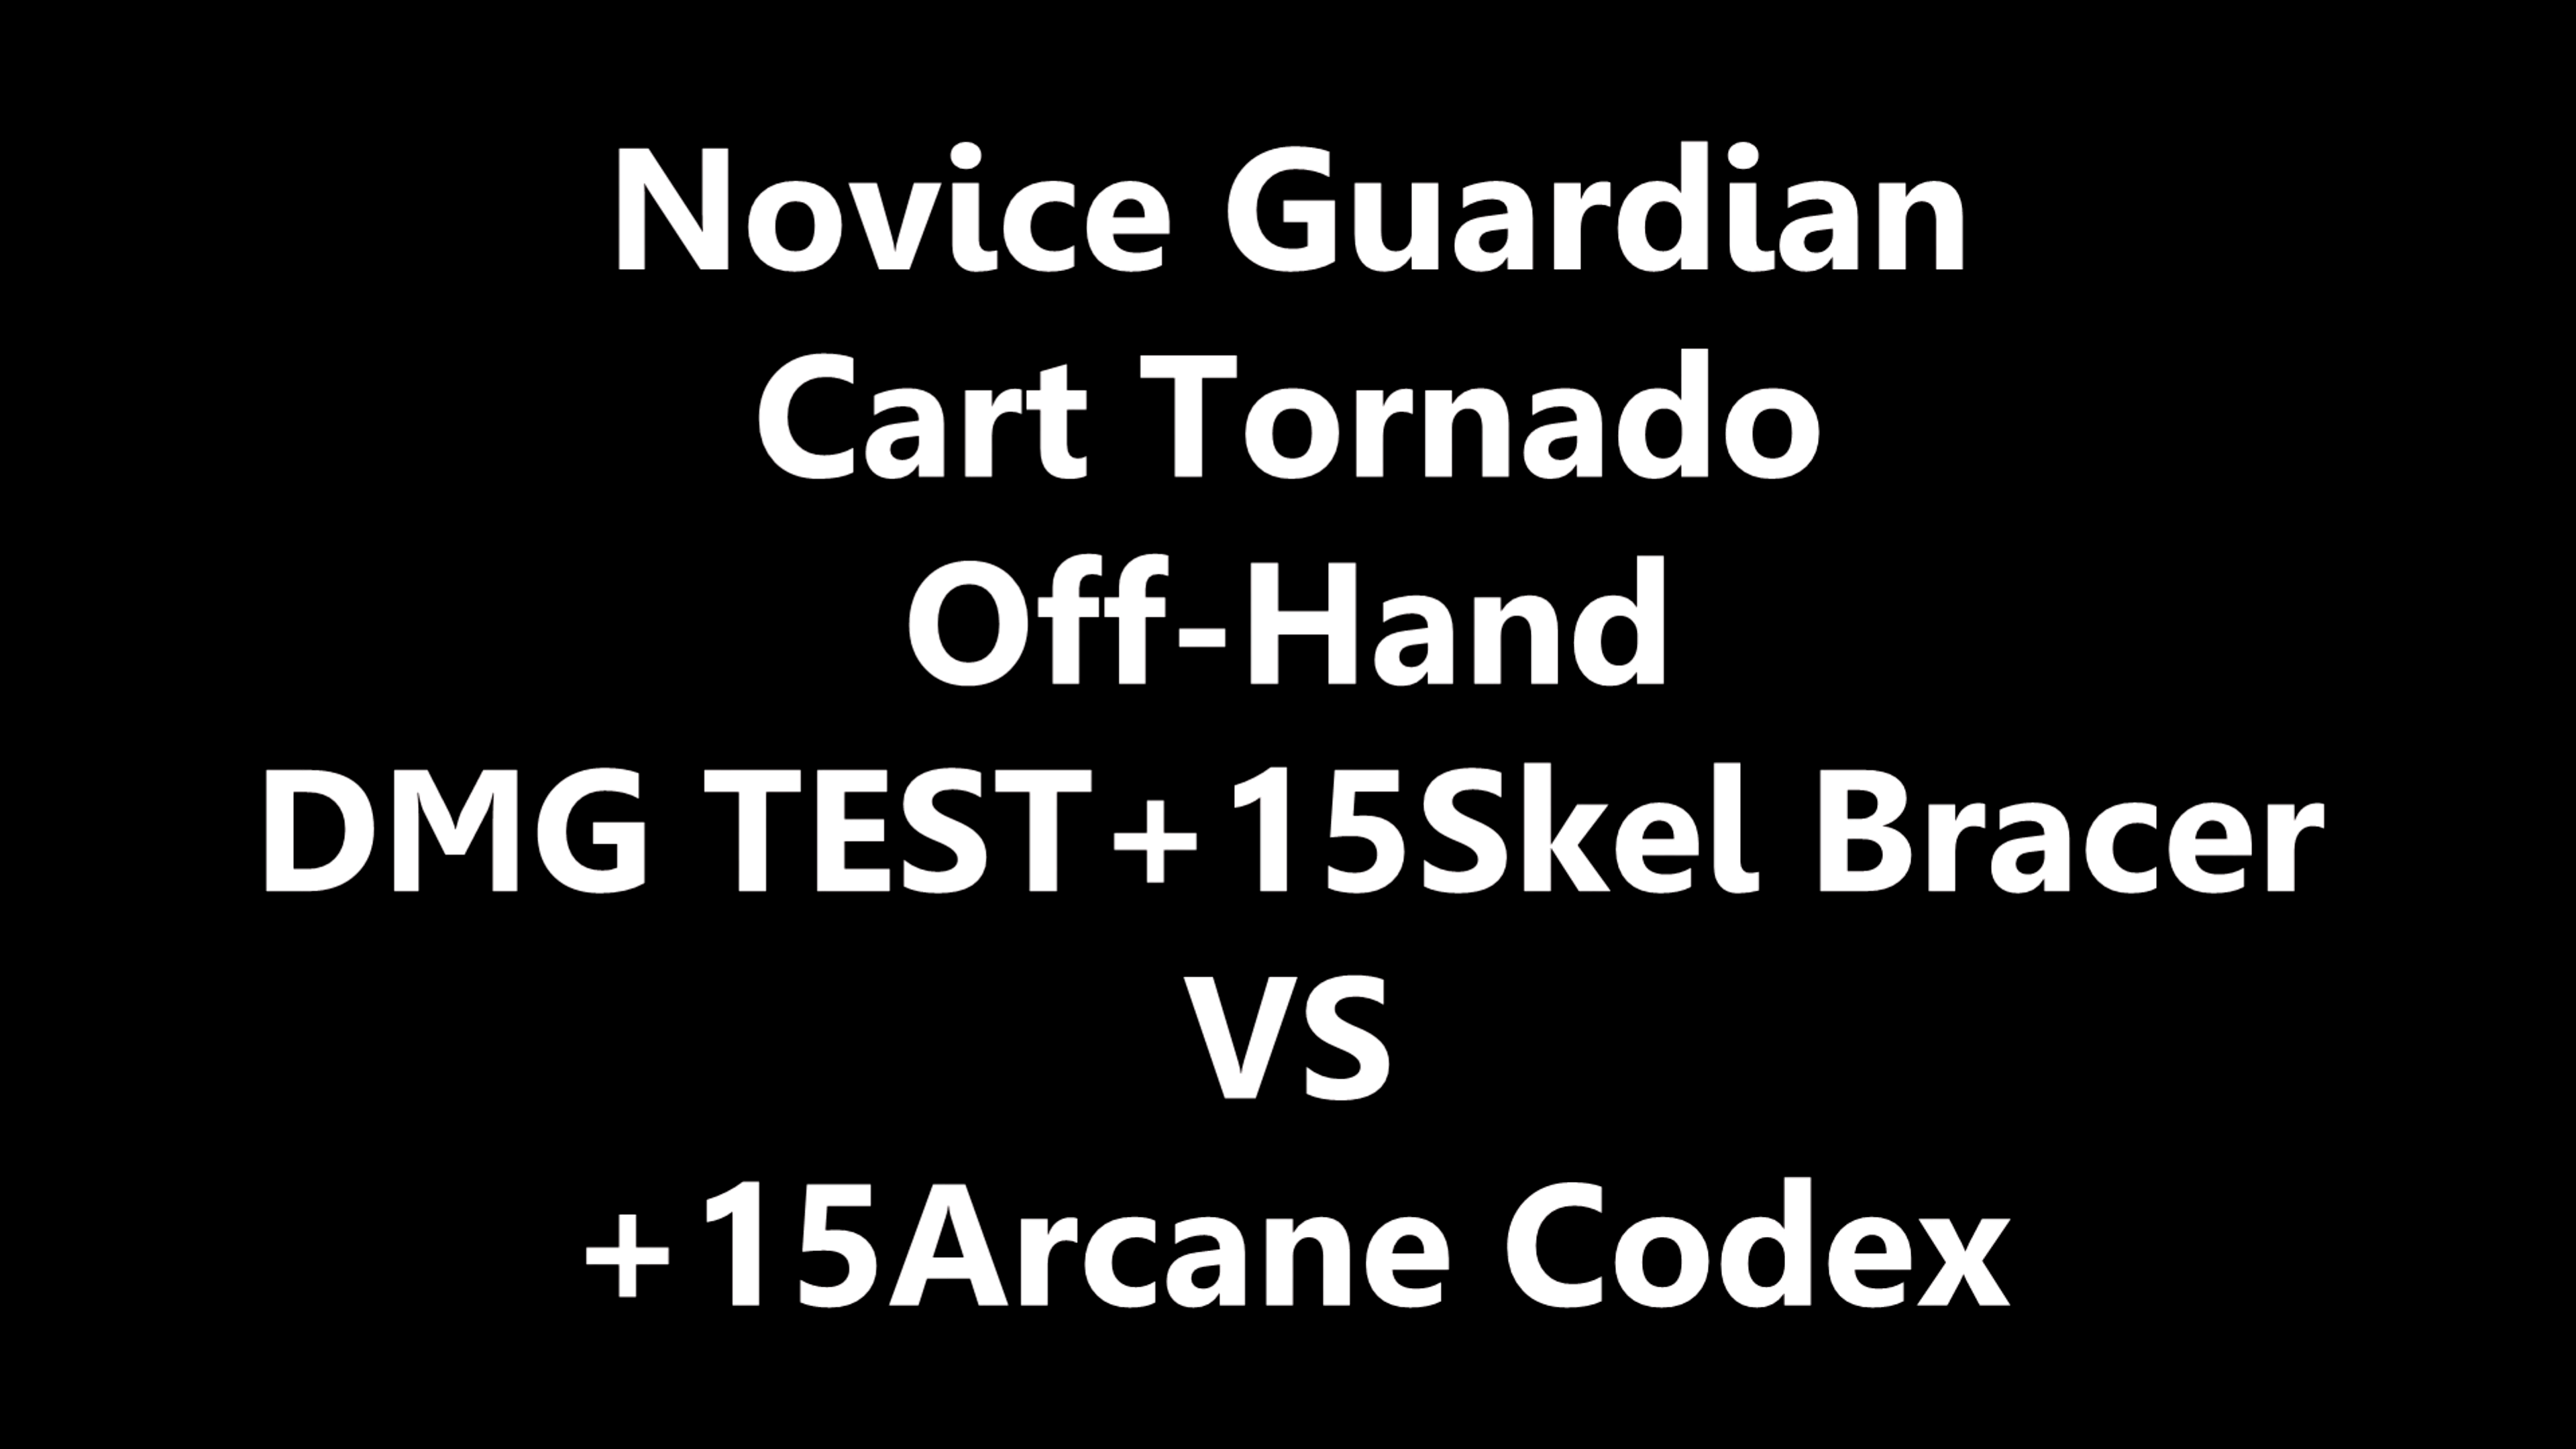 Novice Guardian
Cart Tornado
Off-Hand
DMG TEST+15Skel Bracer
VS
+15Arcane Codex